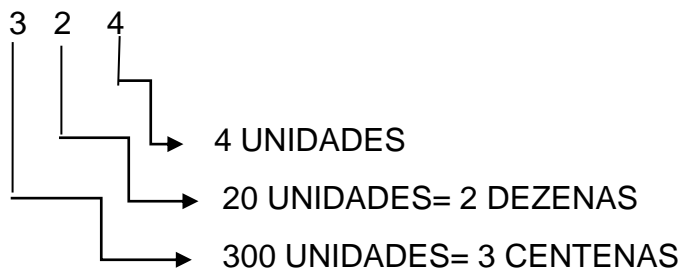 3 2 4
4 UNIDADES
20 UNIDADES= 2 DEZENAS
300 UNIDADES= 3 CENTENAS